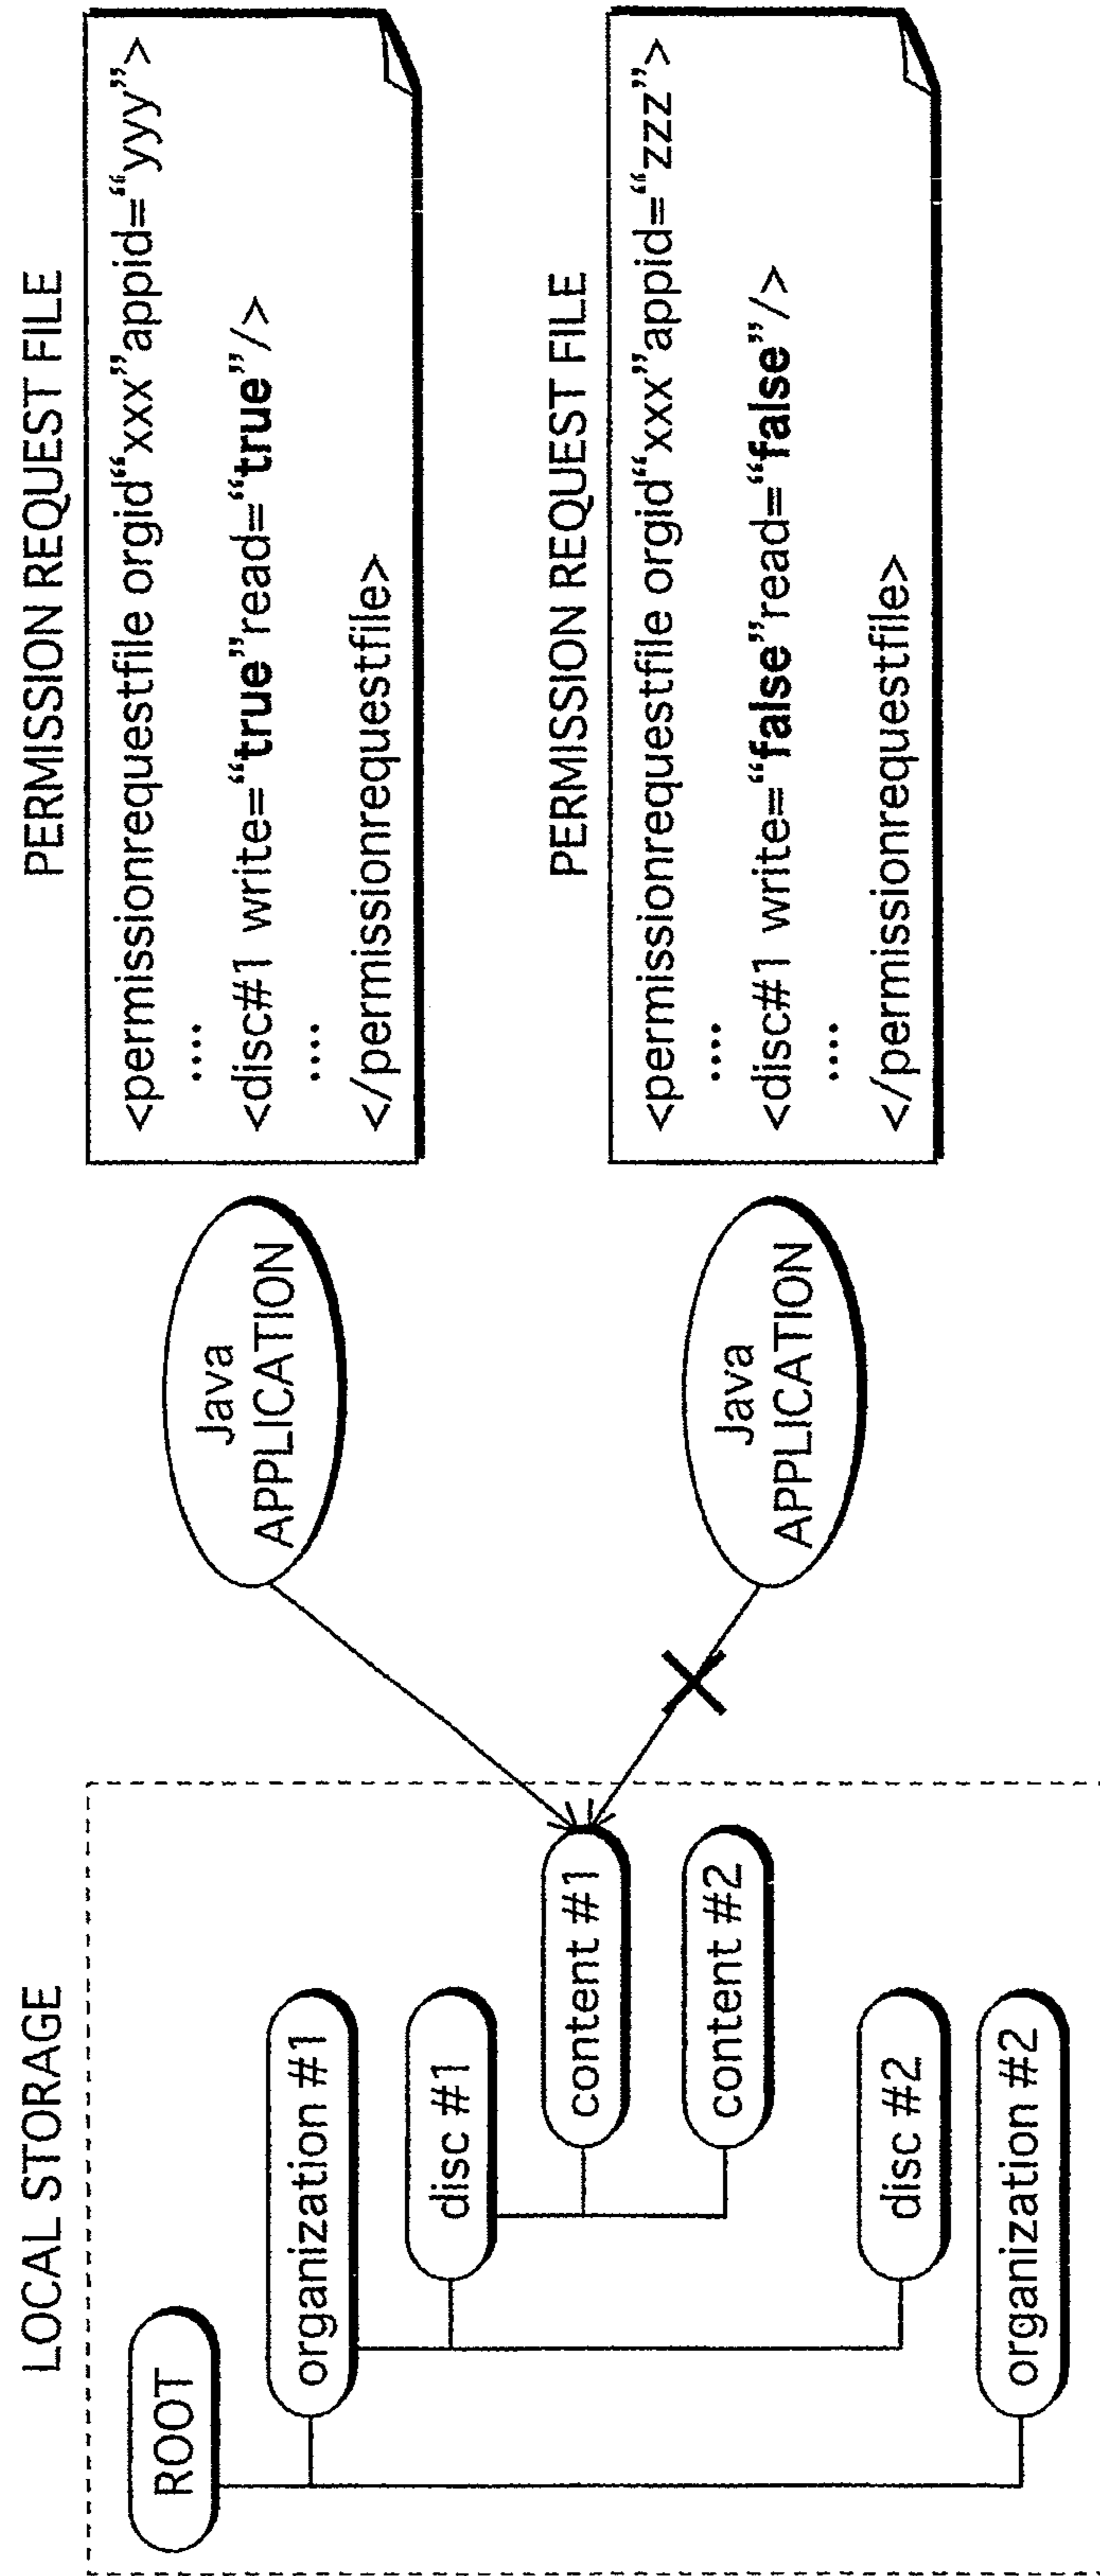 LOCAL STORAGE
ROOT
organization #1
disc #1
content #1
content #2
disc #2
organization #2
Java
APPLICATION
Java
APPLICATION
PERMISSION REQUEST FILE
<permissionrequestfile orgid“xxx”appid=“yyy”>
....
<disc#1 write=“true”read=“true”/>
....
</permissionrequestfile>
PERMISSION REQUEST FILE
<permissionrequestfile orgid“xxx”appid=“zzz”>
....
<disc#1 write=“false”read=“false”/>
....
</permissionrequestfile>